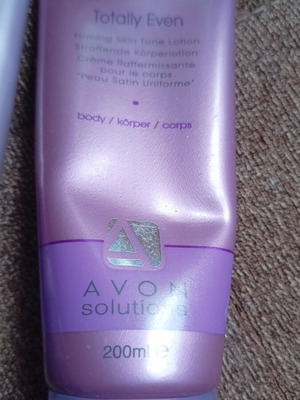 Totally Even
Firming Skin Tone Lotion
Straffende Körperlotion
Crème Raffermissante
pour le corps
"Peau Satin Uniforme"
body / körper / corps
AVON
solutions
200ml e